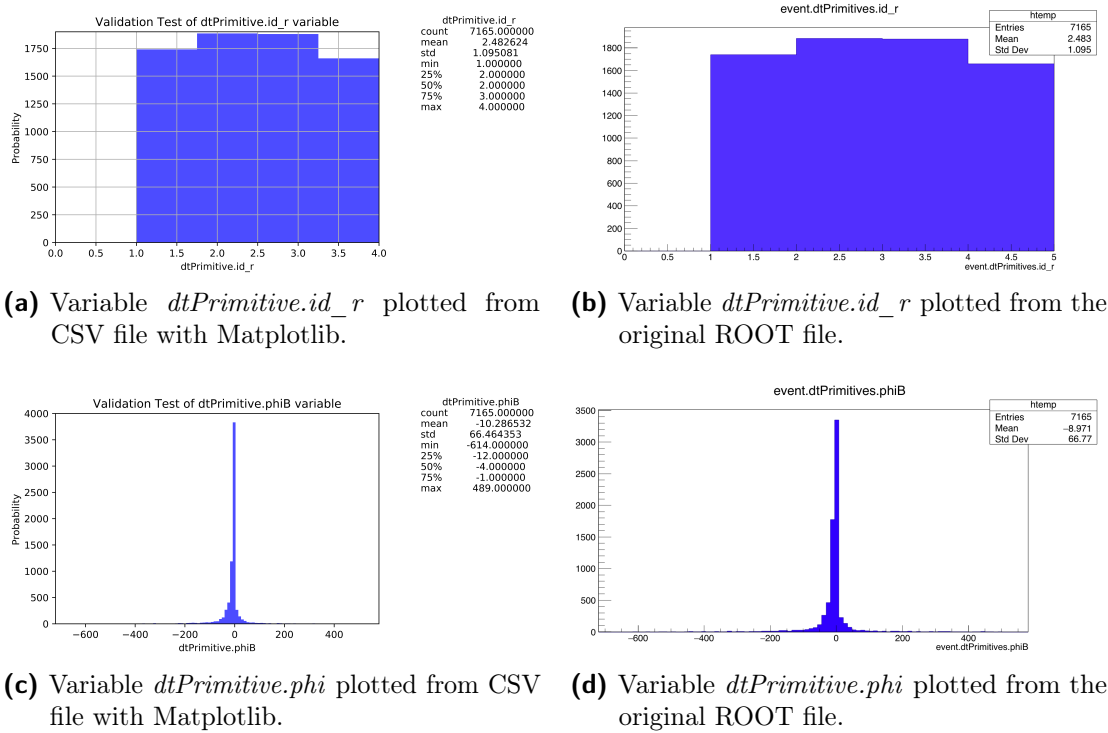 Validation Test of dtPrimitive.id_r variable
Probability
1750
1500
1250
1000
750
500
250
0
0.0 0.5 1.0 1.5 2.0 2.5 3.0 3.5 4.0
dtPrimitive.id_r
dtPrimitive.id_r
count 7165.000000
mean 2.482624
std 1.095081
min 1.000000
25% 2.000000
50% 2.000000
75% 3.000000
max 4.000000
event.dtPrimitives.id_r
htemp
Entries 7165
Mean 2.483
Std Dev 1.095
1800
1600
1400
1200
1000
800
600
400
200
0
0 0.5 1 1.5 2 2.5 3 3.5 4 4.5 5
event.dtPrimitives.id_r
(a) Variable dtPrimitive.id_r plotted from
CSV file with Matplotlib.
(b) Variable dtPrimitive.id_r plotted from the
original ROOT file.
Validation Test of dtPrimitive.phiB variable
Probability
4000
3500
3000
2500
2000
1500
1000
500
0
−600 −400 −200 0 200 400
dtPrimitive.phiB
dtPrimitive.phiB
count 7165.000000
mean -10.286532
std 66.464353
min -614.000000
25% -12.000000
50% -4.000000
75% -1.000000
max 489.000000
event.dtPrimitives.phiB
htemp
Entries 7165
Mean −8.971
Std Dev 66.77
3500
3000
2500
2000
1500
1000
500
0
−600 −400 −200 0 200 400
event.dtPrimitives.phiB
(c) Variable dtPrimitive.phi plotted from CSV
file with Matplotlib.
(d) Variable dtPrimitive.phi plotted from the
original ROOT file.